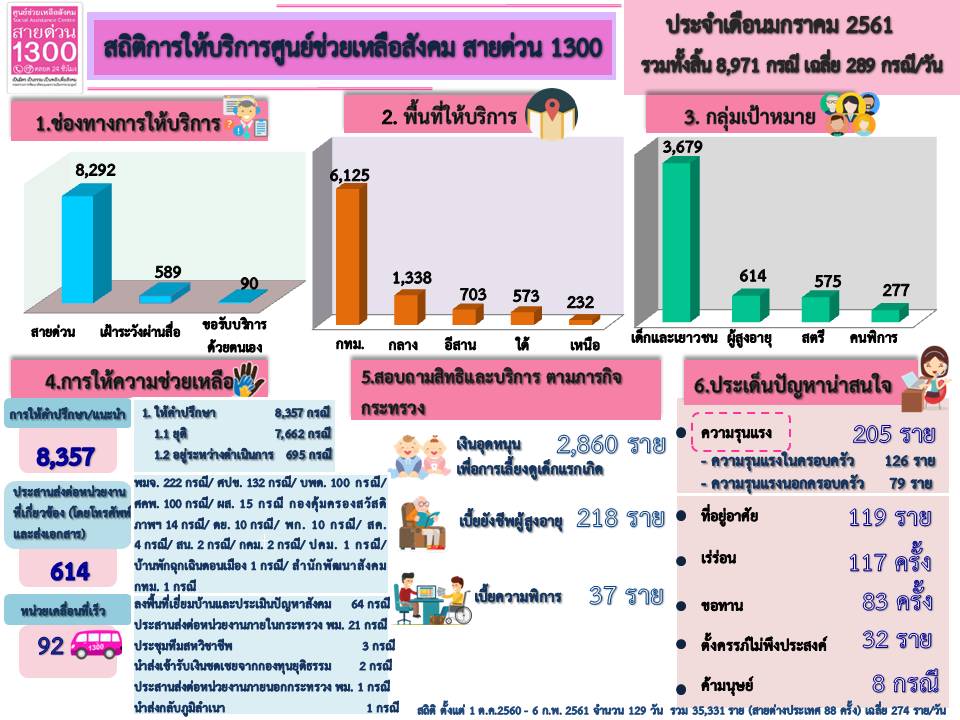 ศูนย์ช่วยเหลือสังคม
Social Assistance Center
สายด่วน
1300
ตลอด 24 ชั่วโมง
สถิติการให้บริการศูนย์ช่วยเหลือสังคม สายด่วน 1300
ประจำเดือนมกราคม 2561
รวมทั้งสิ้น 8,971 กรณี เฉลี่ย 289 กรณี/วัน
1.ช่องทางการให้บริการ
8,292
589
90
สายด่วน
เฝ้าระวังผ่านสื่อ
ขอรับบริการ
ด้วยตนเอง
2. พื้นที่ให้บริการ
6,125
1,338
703
573
232
กทม.
กลาง
อีสาน
ใต้
เหนือ
3. กลุ่มเป้าหมาย
3,679
614
575
277
เด็กและเยาวชน
ผู้สูงอายุ
สตรี
คนพิการ
4.การให้ความช่วยเหลือ
การให้คำปรึกษา/แนะนำ
8,357
1. ให้คำปรึกษา 8,357 กรณี
1.1 ยุติ 7,662 กรณี
1.2 อยู่ระหว่างดำเนินการ 695 กรณี
ประสานส่งต่อหน่วยงาน
ที่เกี่ยวข้อง (โดยโทรศัพท์
และส่งเอกสาร)
614
พมจ. 222 กรณี/ ศปข. 132 กรณี/ บพด. 100 กรณี/
สคพ. 100 กรณี/ ผส. 15 กรณี กองคุ้มครองสวัสดิ
ภาพฯ 14 กรณี/ ดย. 10 กรณี/ พก. 10 กรณี/ สค.
4 กรณี/ สน. 2 กรณี/ กคม. 2 กรณี/ ปคม. 1 กรณี/
บ้านพักฉุกเฉินดอนเมือง 1 กรณี/ สำนักพัฒนาสังคม
กทม. 1 กรณี
หน่วยเคลื่อนที่เร็ว
92
1300
ลงพื้นที่เยี่ยมบ้านและประเมินปัญหาสังคม 64 กรณี
ประสานส่งต่อหน่วยงานภายในกระทรวง พม. 21 กรณี
ประชุมทีมสหวิชาชีพ 3 กรณี
นำส่งเข้ารับเงินชดเชยจากกองทุนยุติธรรม 2 กรณี
ประสานส่งต่อหน่วยงานภายนอกกระทรวง พม. 1 กรณี
นำส่งกลับภูมิลำเนา 1 กรณี
5.สอบถามสิทธิและบริการ ตามภารกิจ
กระทรวง
เงินอุดหนุน 2,860 ราย
เพื่อการเลี้ยงดูเด็กแรกเกิด
เบี้ยยังชีพผู้สูงอายุ 218 ราย
เบี้ยความพิการ 37 ราย
6.ประเด็นปัญหาน่าสนใจ
ความรุนแรง 205 ราย
- ความรุนแรงในครอบครัว 126 ราย
- ความรุนแรงนอกครอบครัว 79 ราย
ที่อยู่อาศัย 119 ราย
เร่ร่อน 117 ครั้ง
ขอทาน 83 ครั้ง
ตั้งครรภ์ไม่พึงประสงค์ 32 ราย
ค้ามนุษย์ 8 กรณี
สถิติ ตั้งแต่ 1 ต.ค.2560 - 6 ก.พ. 2561 จำนวน 129 วัน รวม 35,331 ราย (สายต่างประเทศ 88 ครั้ง) เฉลี่ย 274 ราย/วัน